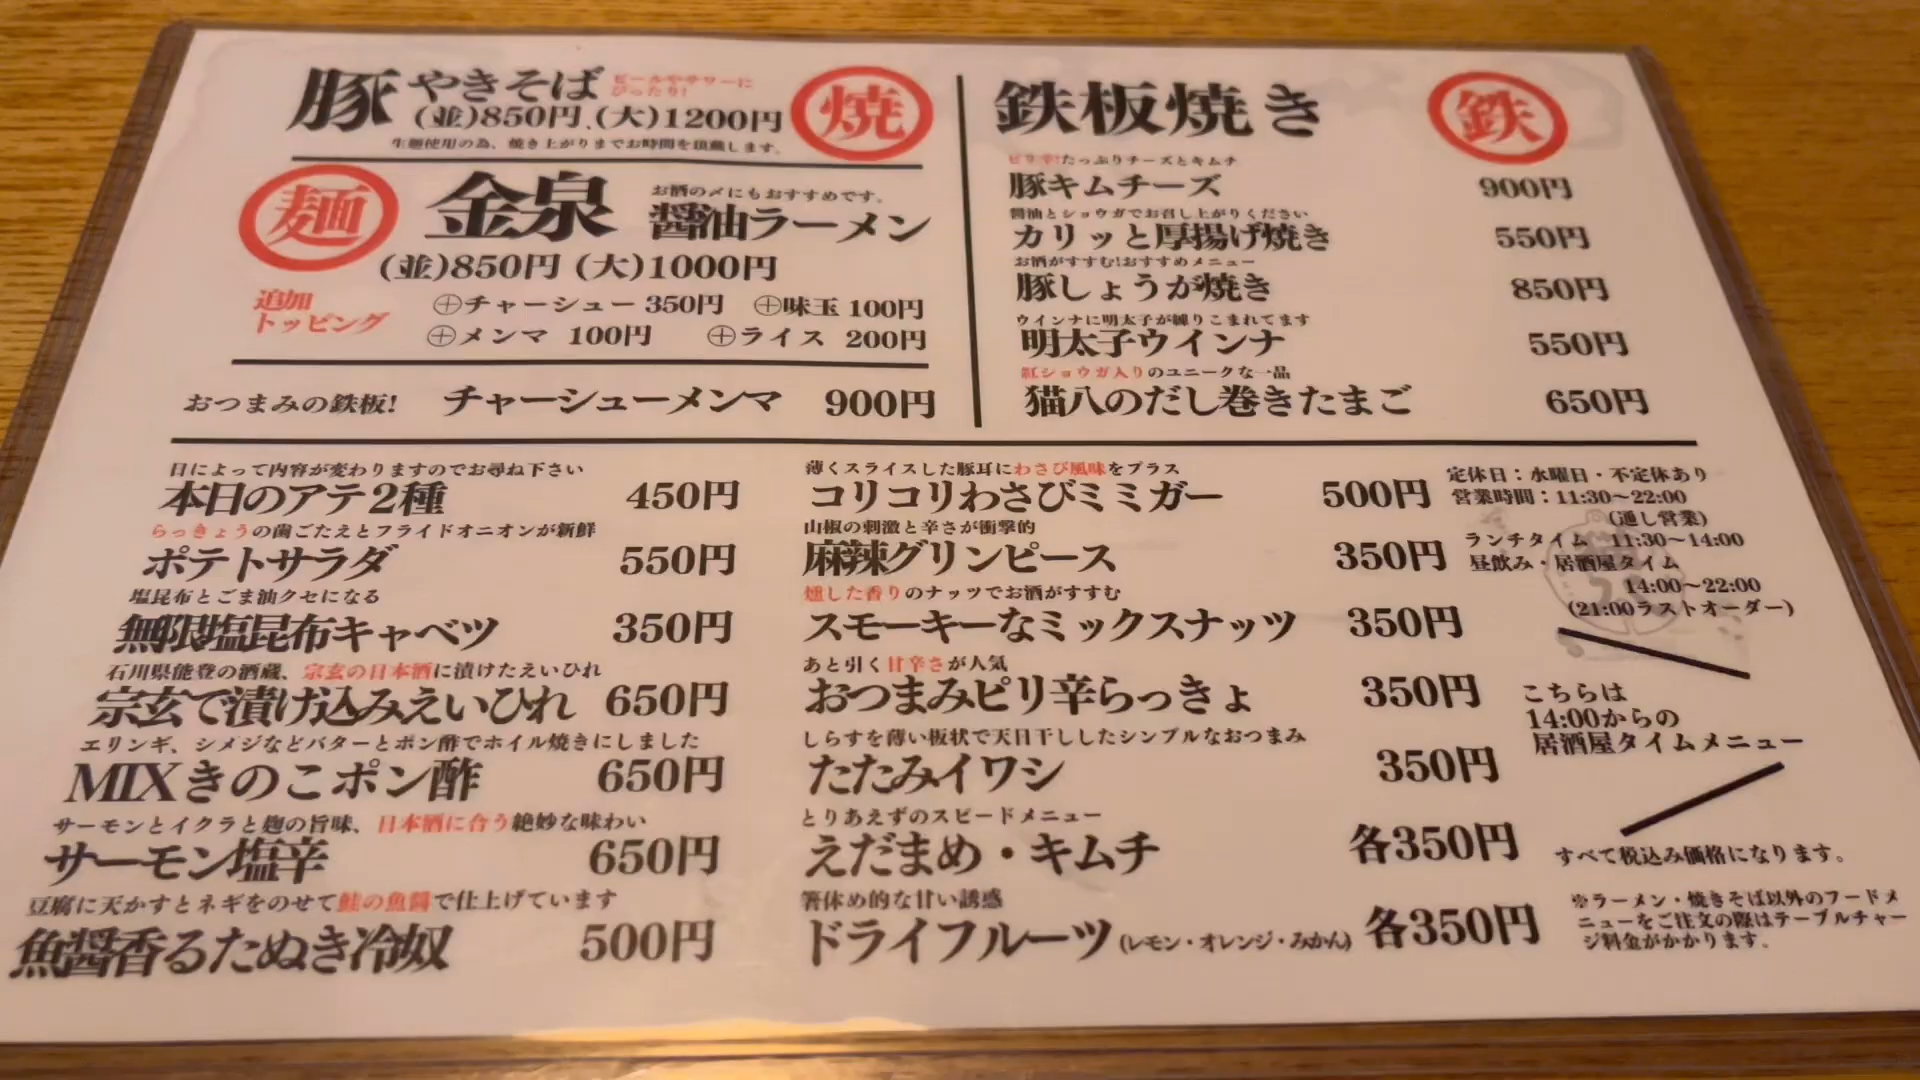 豚やきそば
ビールやサワーに
ぴったり!
(並)850円、(大)1200円
生麺使用の為、焼き上がりまでお時間を頂戴します。
焼
麺
金泉
お酒の〆にもおすすめです。
醤油ラーメン
(並)850円 (大)1000円
追加
トッピング
⊕チャーシュー 350円 ⊕味玉 100円
⊕メンマ 100円 ⊕ライス 200円
おつまみの鉄板! チャーシューメンマ 900円
鉄板焼き
鉄
ピリ辛!たっぷりチーズとキムチ
豚キムチーズ 900円
醤油とショウガでお召し上がりください
カリッと厚揚げ焼き 550円
お酒がすすむ!おすすめメニュー
豚しょうが焼き 850円
ウインナに明太子が練りこまれてます
明太子ウインナ 550円
紅ショウガ入りのユニークな一品
猫八のだし巻きたまご 650円
日によって内容が変わりますのでお尋ね下さい
本日のアテ2種 450円
らっきょうの歯ごたえとフライドオニオンが新鮮
ポテトサラダ 550円
塩昆布とごま油クセになる
無限塩昆布キャベツ 350円
石川県能登の酒蔵、宗玄の日本酒に漬けたえいひれ
宗玄で漬け込みえいひれ 650円
エリンギ、シメジなどバターとポン酢でホイル焼きにしました
MIXきのこポン酢 650円
サーモンとイクラと麹の旨味、日本酒に合う絶妙な味わい
サーモン塩辛 650円
豆腐に天かすとネギをのせて鮭の魚醤で仕上げています
魚醤香るたぬき冷奴 500円
薄くスライスした豚耳にわさび風味をプラス
コリコリわさびミミガー 500円
山椒の刺激と辛さが衝撃的
麻辣グリンピース 350円
燻した香りのナッツでお酒がすすむ
スモーキーなミックスナッツ 350円
あと引く甘辛さが人気
おつまみピリ辛らっきょ 350円
しらすを薄い板状で天日干ししたシンプルなおつまみ
たたみイワシ 350円
とりあえずのスピードメニュー
えだまめ・キムチ 各350円
箸休め的な甘い誘惑
ドライフルーツ(レモン・オレンジ・みかん) 各350円
定休日:水曜日・不定休あり
営業時間:11:30~22:00
(通し営業)
ランチタイム 11:30~14:00
昼飲み・居酒屋タイム
14:00~22:00
(21:00ラストオーダー)
こちらは
14:00からの
居酒屋タイムメニュー
すべて税込み価格になります。
※ラーメン・焼きそば以外のフードメ
ニューをご注文の際はテーブルチャー
ジ料金がかかります。